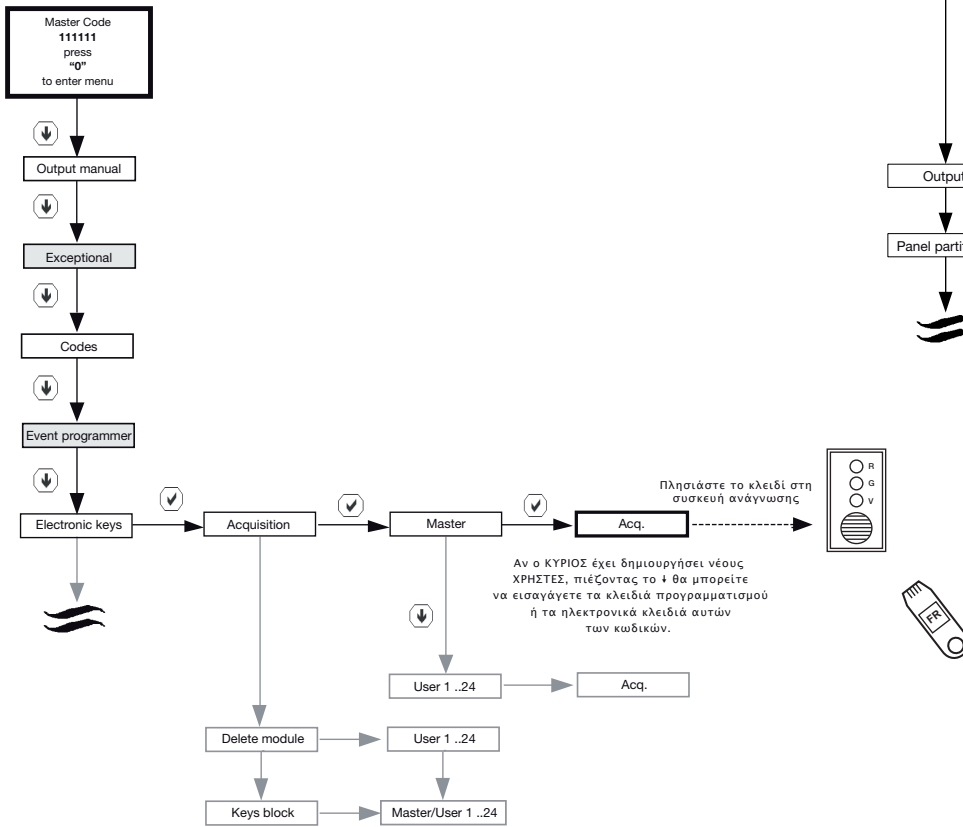 Master Code
111111
press
“0”
to enter menu
Output manual
Exceptional
Codes
Event programmer
Electronic keys
Acquisition
Master
Acq.
Πλησιάστε το κλειδί στη
συσκευή ανάγνωσης
R
G
V
Αν ο ΚΥΡΙΟΣ έχει δημιουργήσει νέους
ΧΡΗΣΤΕΣ, πιέζοντας το ↓ θα μπορείτε
να εισαγάγετε τα κλειδιά προγραμματισμού
ή τα ηλεκτρονικά κλειδιά αυτών
των κωδικών.
User 1 ..24
Acq.
Delete module
User 1 ..24
Keys block
Master/User 1 ..24
Output
Panel parti
FR